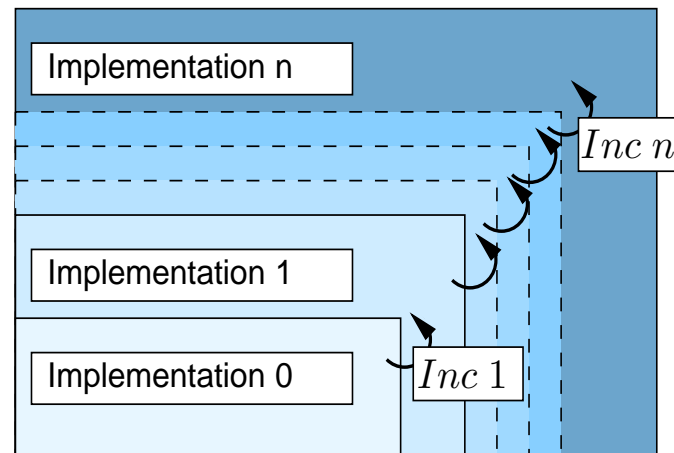 Implementation n
Inc n
Implementation 1
Implementation 0
Inc 1